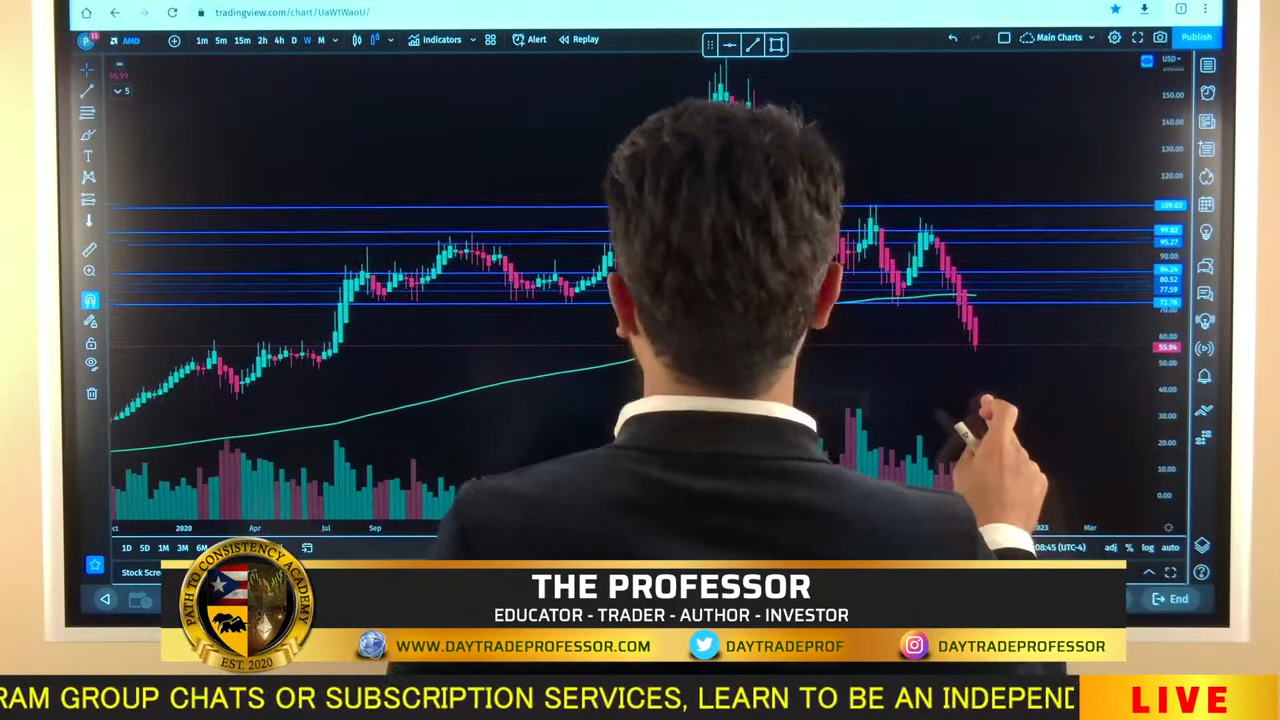 tradingview.com/chart/UaW1WaoU/
11
AMD
1m 5m 15m 2h 4h D W M
Indicators
Alert
Replay
Main Charts
Publish
USD
5
150.00
140.00
130.00
120.00
109.02
99.82
95.27
90.00
84.24
80.52
77.59
72.76
70.00
60.00
55.94
50.00
40.00
30.00
20.00
10.00
0.00
2020 Apr Jul Sep
Mar
1D 5D 1M 3M 6M
08:45 (UTC-4) adj % log auto
Stock Scre
End
PATH TO CONSISTENCY ACADEMY
EST. 2020
THE PROFESSOR
EDUCATOR - TRADER - AUTHOR - INVESTOR
WWW.DAYTRADEPROFESSOR.COM DAYTRADEPROF DAYTRADEPROFESSOR
RAM GROUP CHATS OR SUBSCRIPTION SERVICES, LEARN TO BE AN INDEPEND
LIVE